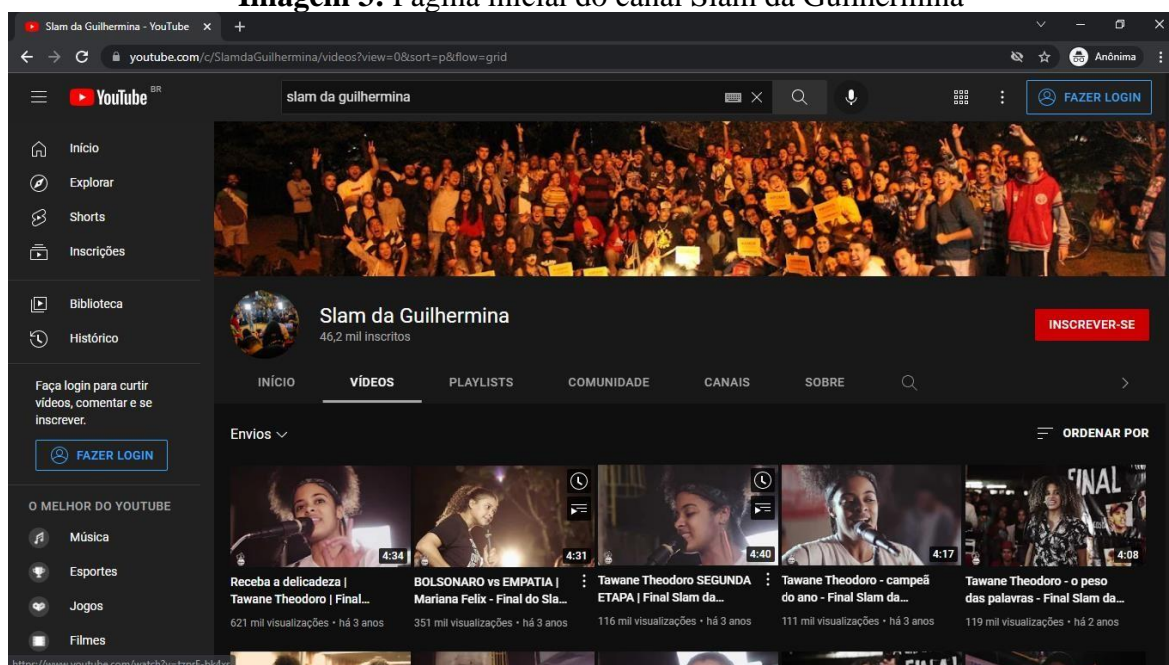 Imagem 3: Página inicial do canal Slam da Guilhermina
Slam da Guilhermina - YouTube
youtube.com/c/SlamdaGuilhermina/videos?view=0&sort=p&flow=grid
Anônima
YouTube BR
slam da guilhermina
FAZER LOGIN
Início
Explorar
Shorts
Inscrições
Biblioteca
Histórico
Faça login para curtir
vídeos, comentar e se
inscrever.
FAZER LOGIN
O MELHOR DO YOUTUBE
Música
Esportes
Jogos
Filmes
Slam da Guilhermina
46,2 mil inscritos
INSCREVER-SE
INÍCIO VÍDEOS PLAYLISTS COMUNIDADE CANAIS SOBRE
Envios
ORDENAR POR
4:34
Receba a delicadeza |
Tawane Theodoro | Final...
621 mil visualizações • há 3 anos
4:31
BOLSONARO vs EMPATIA |
Mariana Felix - Final do Sla...
351 mil visualizações • há 3 anos
4:40
Tawane Theodoro SEGUNDA
ETAPA | Final Slam da...
116 mil visualizações • há 3 anos
4:17
Tawane Theodoro - campeã
do ano - Final Slam da...
111 mil visualizações • há 3 anos
FINAL
4:08
Tawane Theodoro - o peso
das palavras - Final Slam da...
119 mil visualizações • há 2 anos